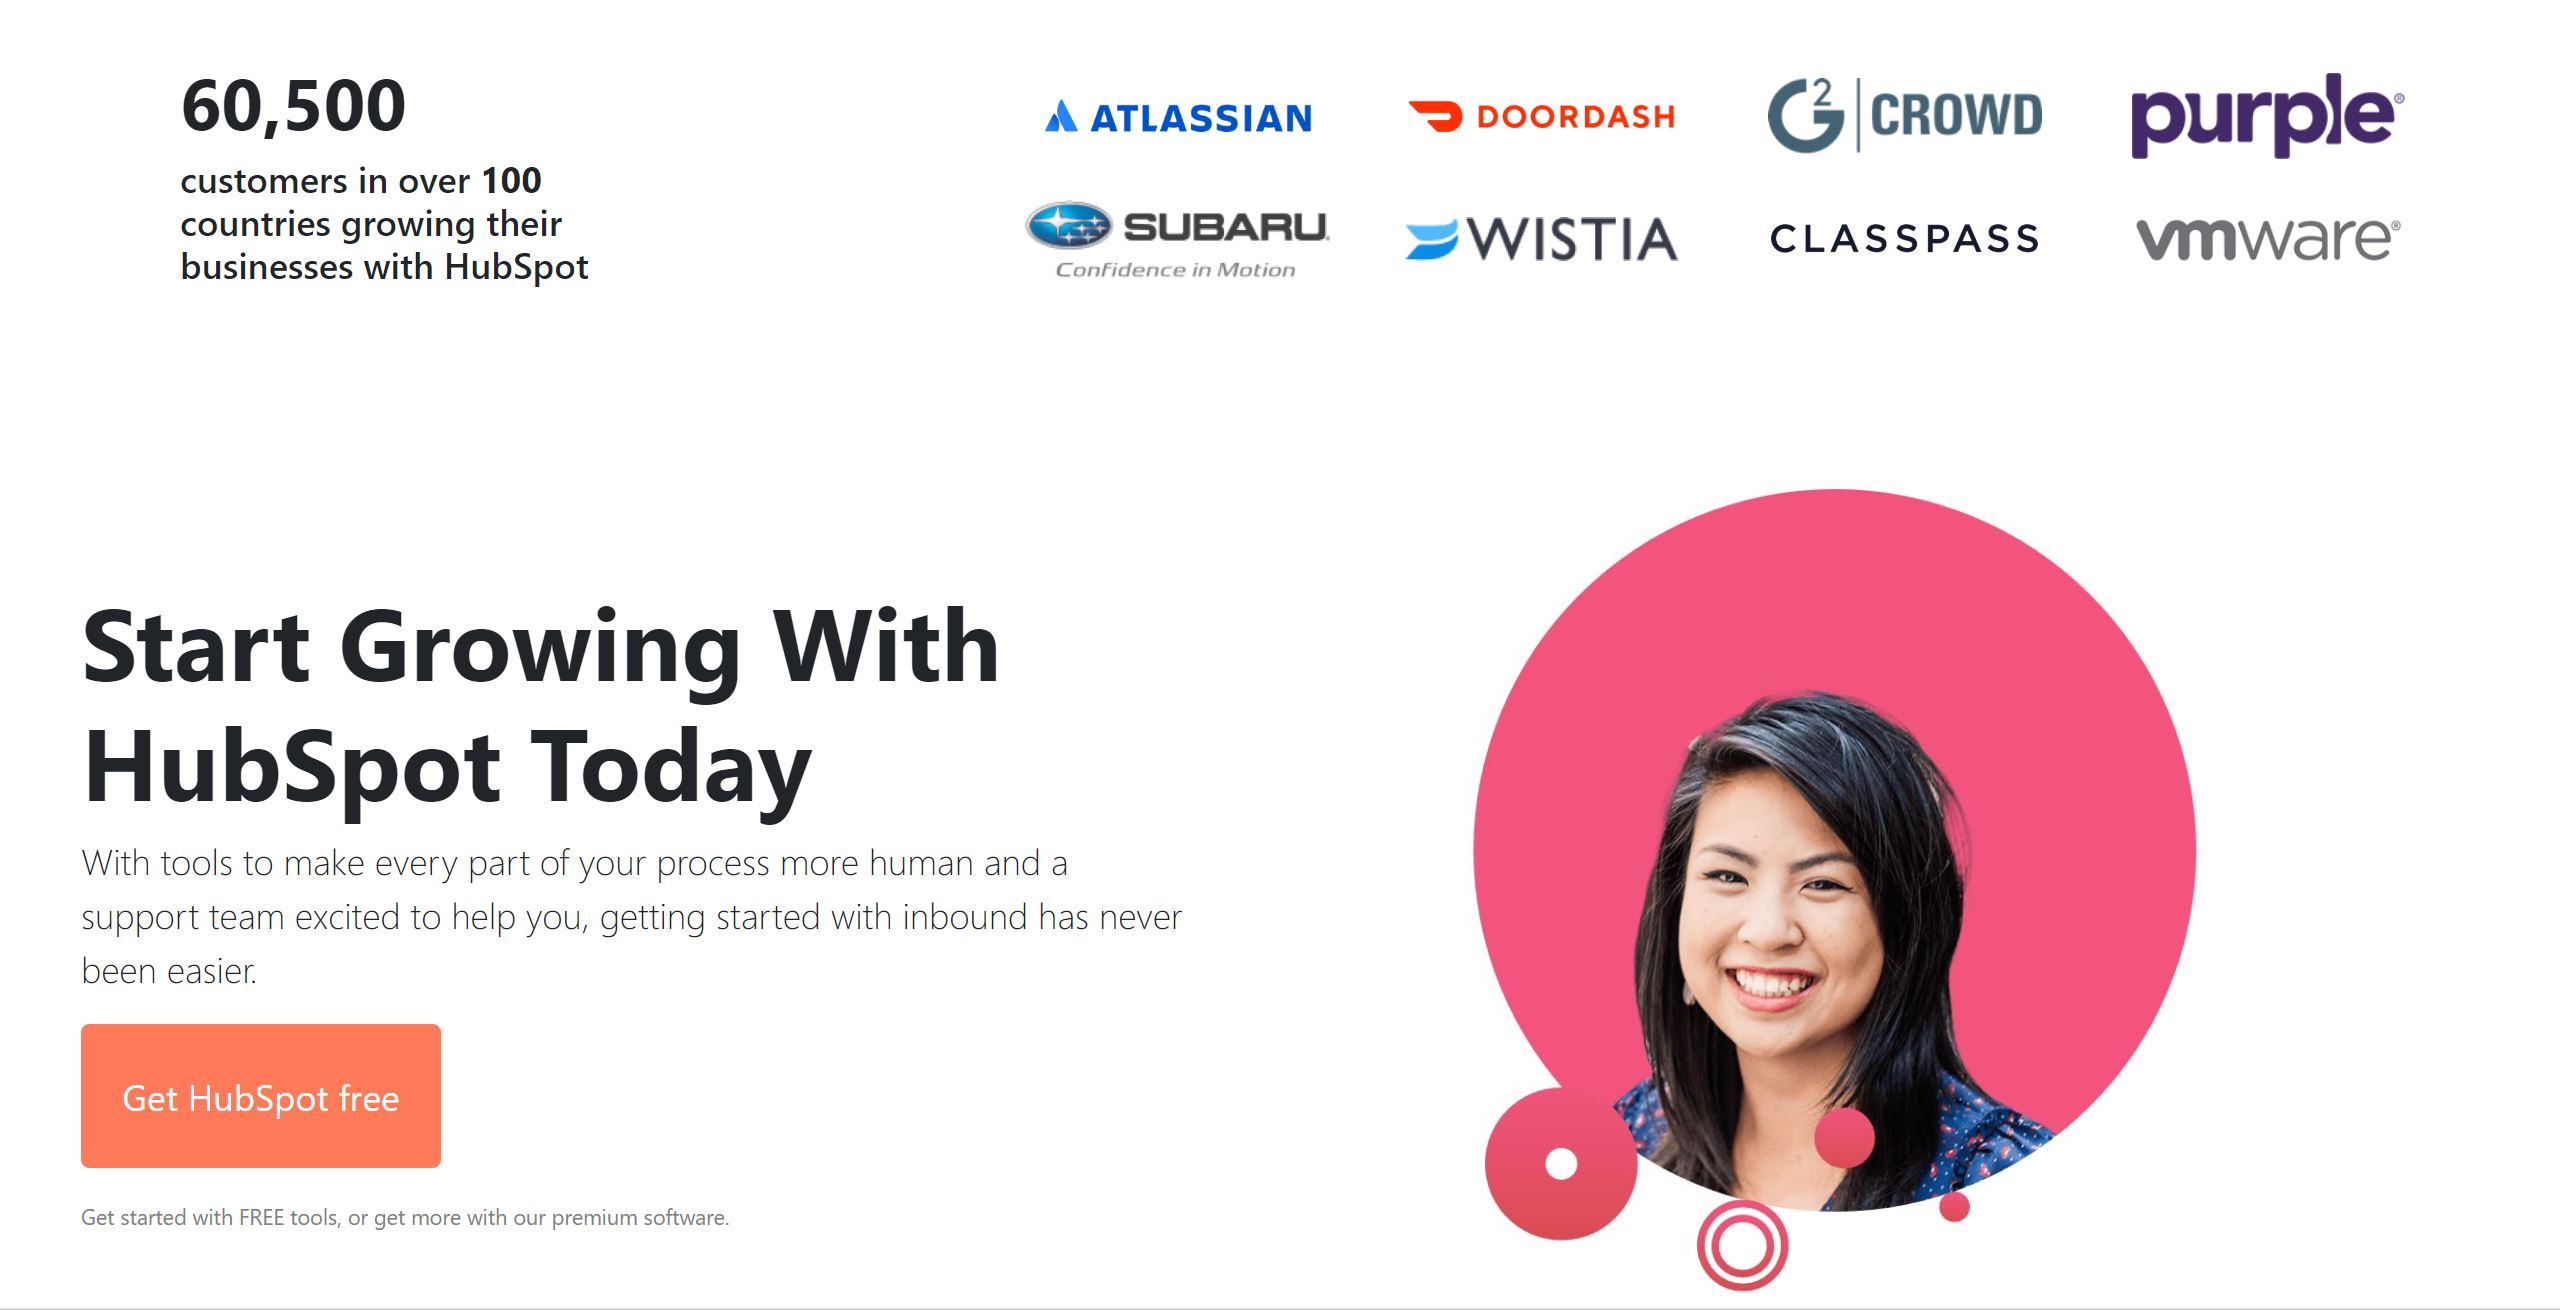 60,500
customers in over 100
countries growing their
businesses with HubSpot
ATLASSIAN
DOORDASH
G2 CROWD
purple®
SUBARU
Confidence in Motion
WISTIA
CLASSPASS
vmware®
Start Growing With
HubSpot Today
With tools to make every part of your process more human and a
support team excited to help you, getting started with inbound has never
been easier.
Get HubSpot free
Get started with FREE tools, or get more with our premium software.